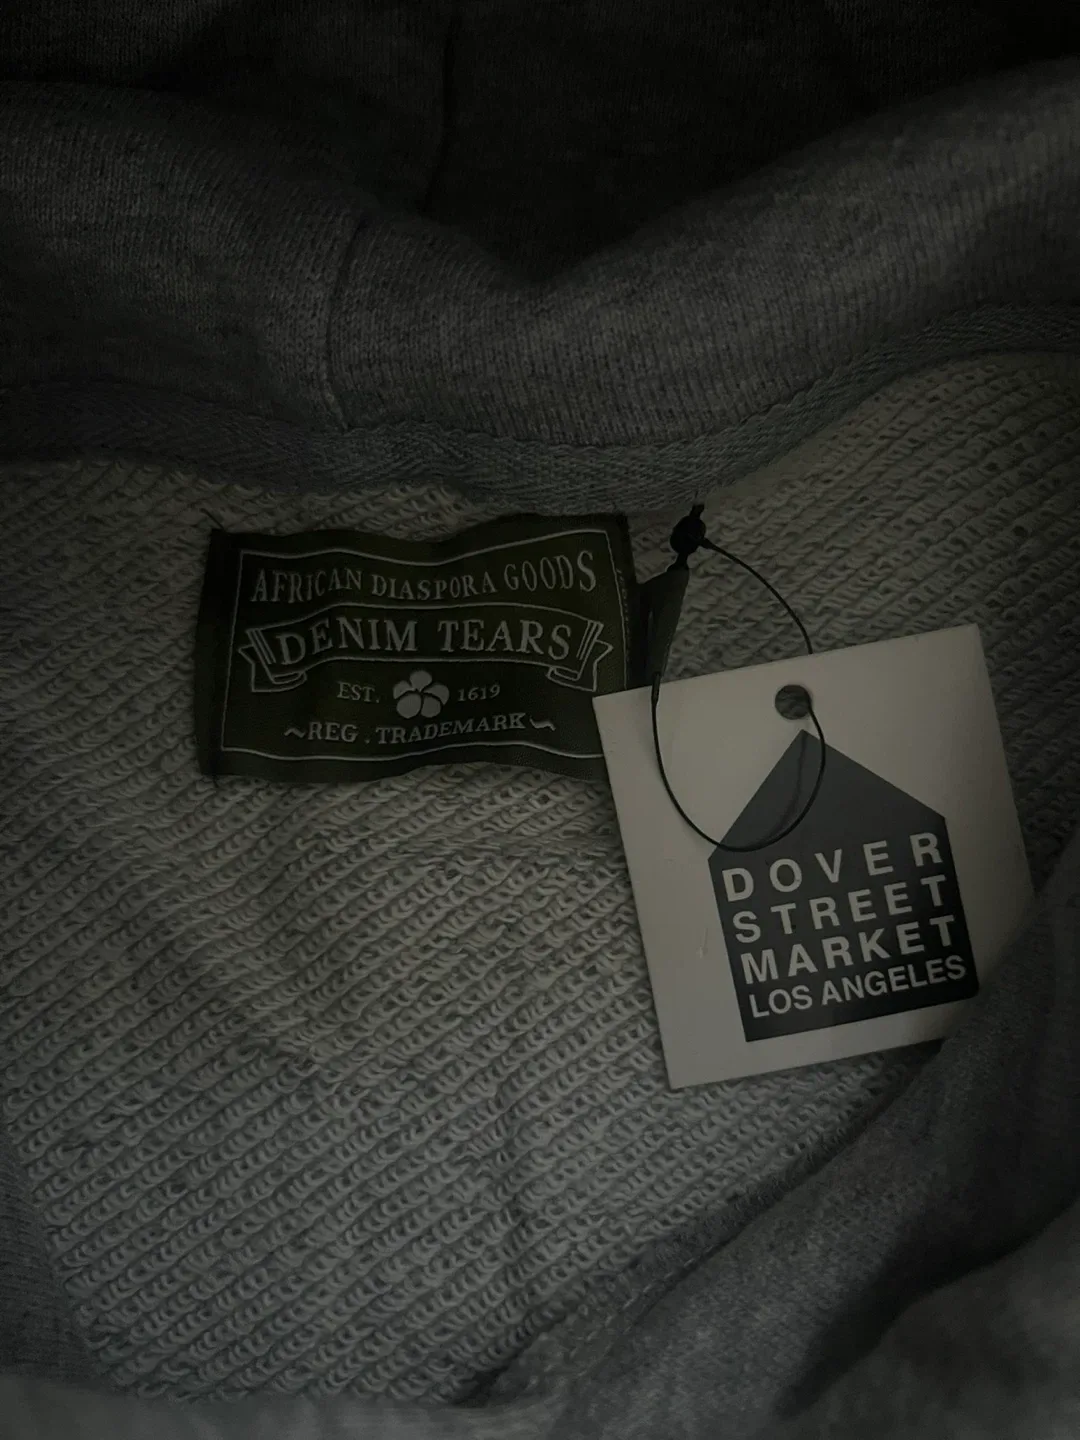 AFRICAN DIASPORA GOODS
DENIM TEARS
EST. 1619
~REG . TRADEMARK~
DOVER
STREET
MARKET
LOS ANGELES